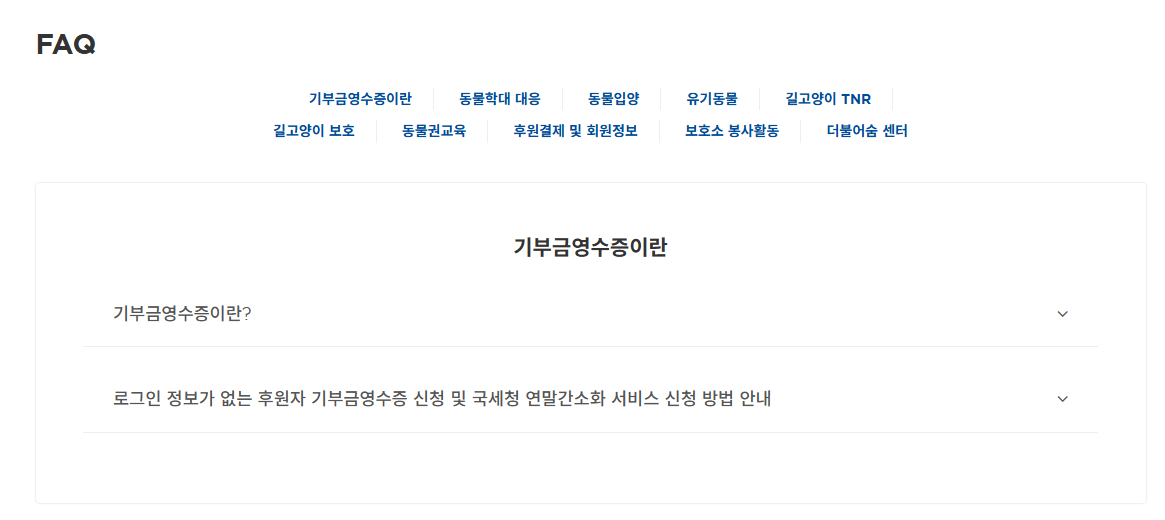 FAQ
기부금영수증이란 동물학대 대응 동물입양 유기동물 길고양이 TNR
길고양이 보호 동물권교육 후원결제 및 회원정보 보호소 봉사활동 더불어숨 센터
기부금영수증이란
기부금영수증이란?
로그인 정보가 없는 후원자 기부금영수증 신청 및 국세청 연말간소화 서비스 신청 방법 안내